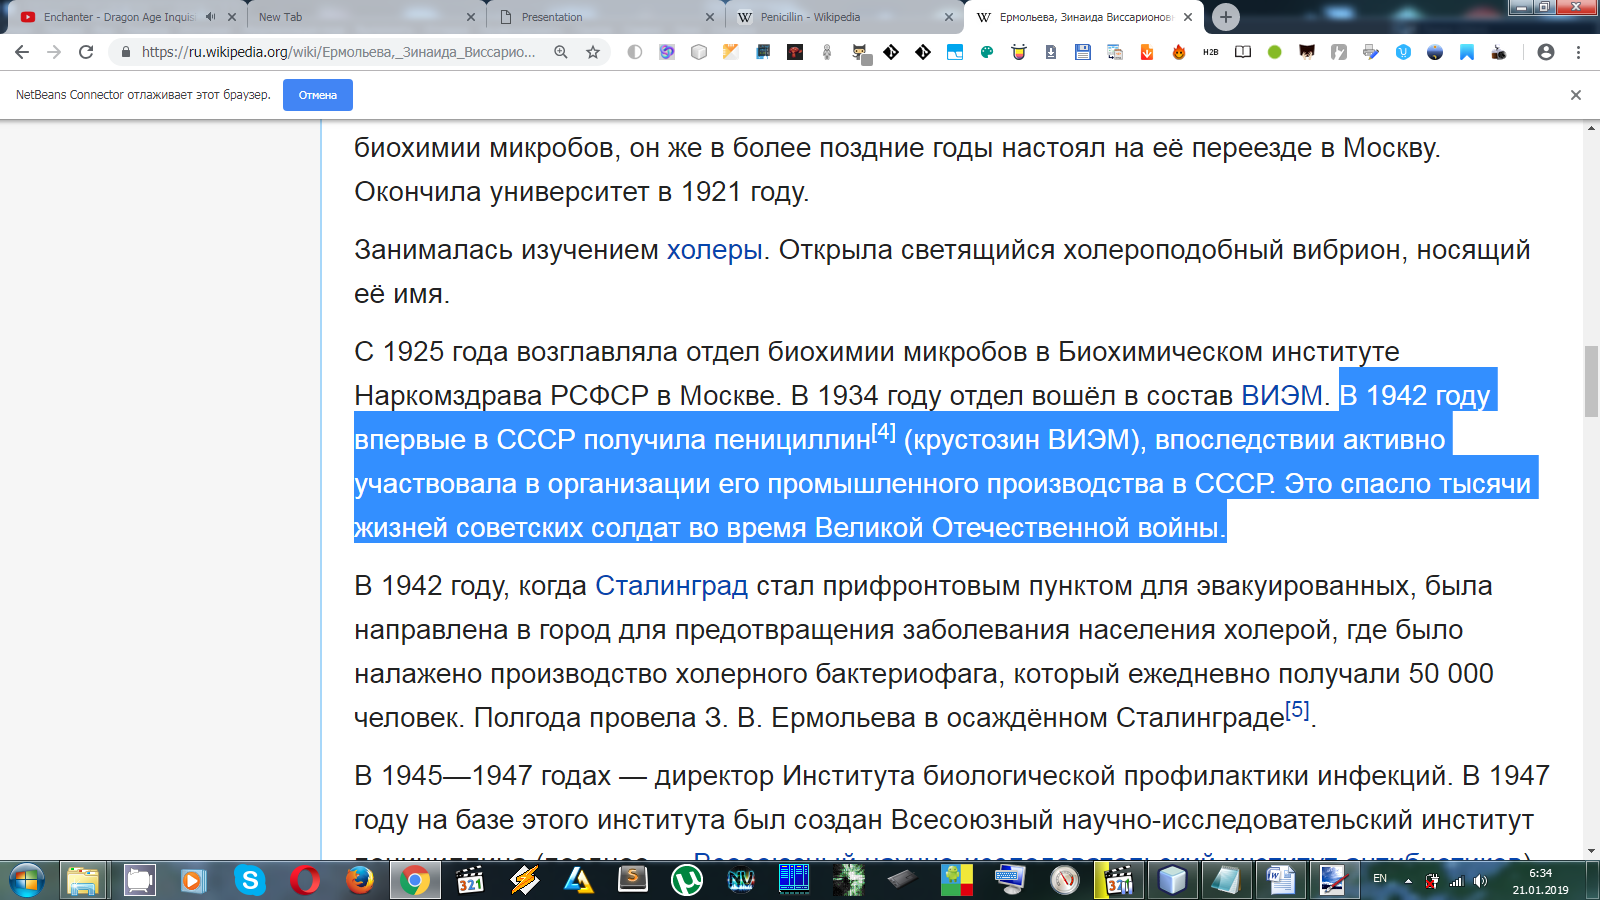 Enchanter - Dragon Age Inquis
New Tab
Presentation
Penicillin - Wikipedia
Ермольева, Зинаида Виссарионовн
https://ru.wikipedia.org/wiki/Ермольева,_Зинаида_Виссарио...
NetBeans Connector отлаживает этот браузер.
Отмена
биохимии микробов, он же в более поздние годы настоял на её переезде в Москву.
Окончила университет в 1921 году.
Занималась изучением холеры. Открыла светящийся холероподобный вибрион, носящий
её имя.
С 1925 года возглавляла отдел биохимии микробов в Биохимическом институте
Наркомздрава РСФСР в Москве. В 1934 году отдел вошёл в состав ВИЭМ. В 1942 году
впервые в СССР получила пенициллин[4] (крустозин ВИЭМ), впоследствии активно
участвовала в организации его промышленного производства в СССР. Это спасло тысячи
жизней советских солдат во время Великой Отечественной войны.
В 1942 году, когда Сталинград стал прифронтовым пунктом для эвакуированных, была
направлена в город для предотвращения заболевания населения холерой, где было
налажено производство холерного бактериофага, который ежедневно получали 50 000
человек. Полгода провела З. В. Ермольева в осаждённом Сталинграде[5].
В 1945—1947 годах — директор Института биологической профилактики инфекций. В 1947
году на базе этого института был создан Всесоюзный научно-исследовательский институт
пенициллина (позднее — Всесоюзный научно-исследовательский институт антибиотиков)
EN
6:34
21.01.2019